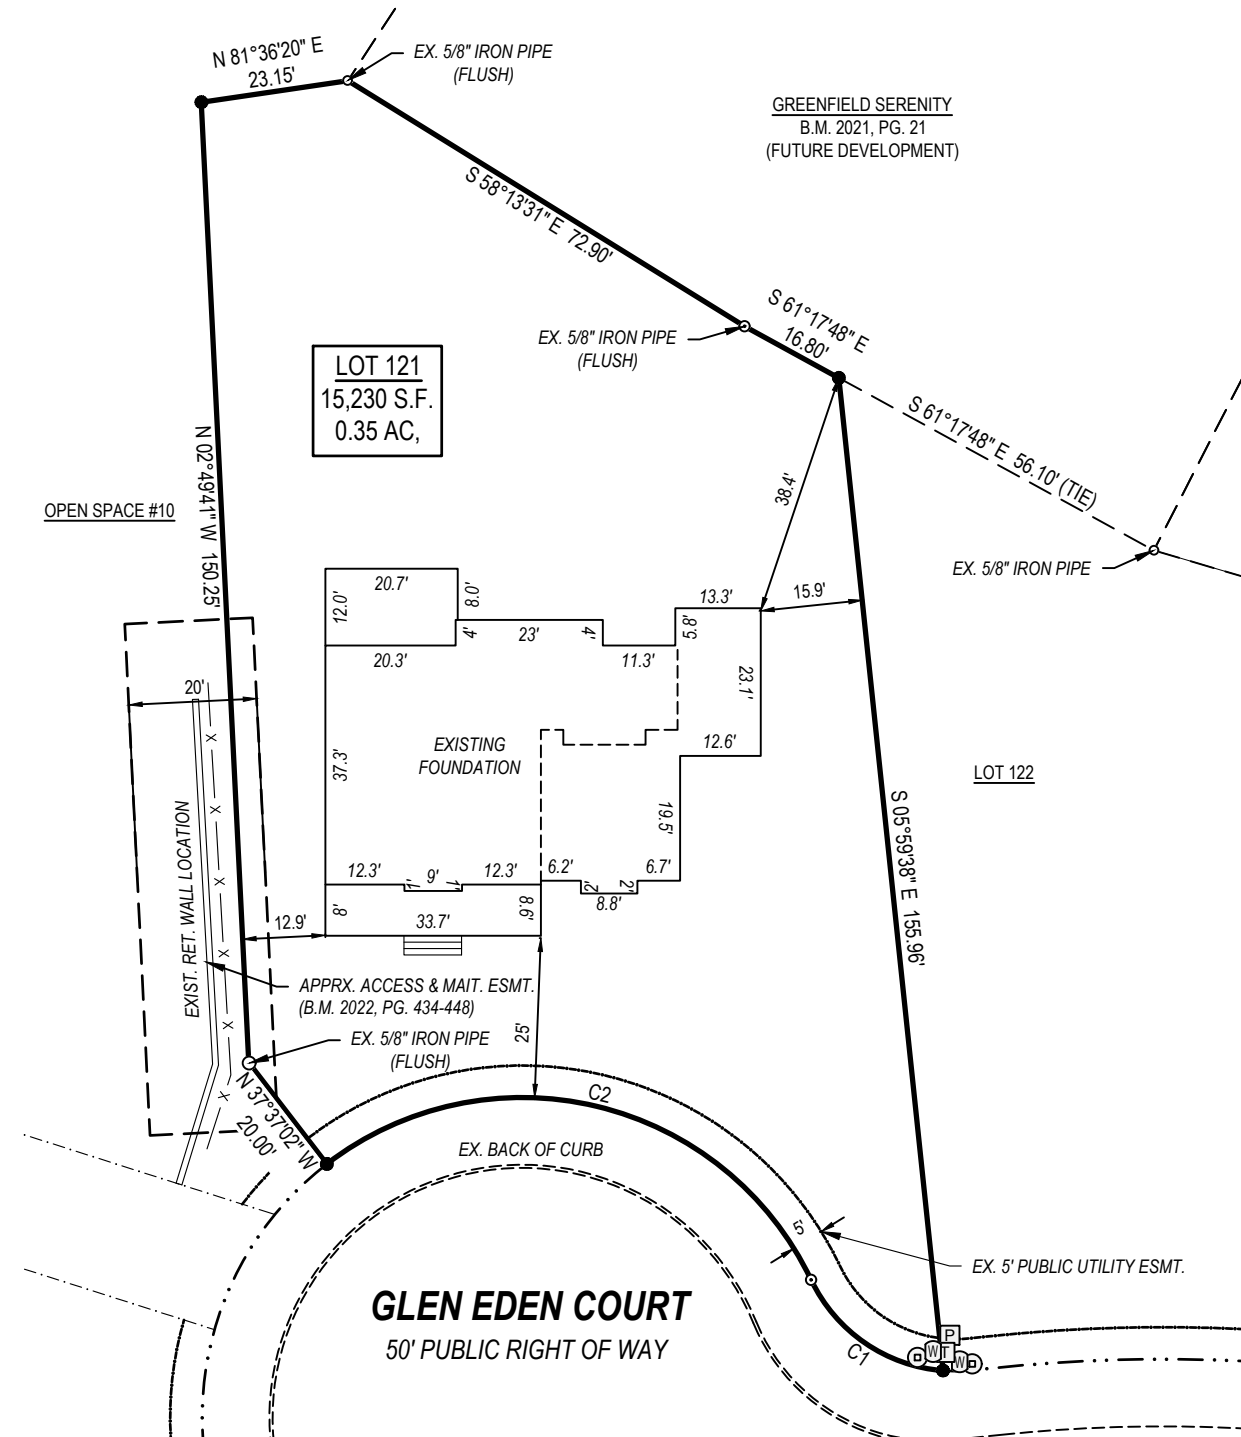 N 81°36'20" E
23.15'
EX. 5/8" IRON PIPE
(FLUSH)
GREENFIELD SERENITY
B.M. 2021, PG. 21
(FUTURE DEVELOPMENT)
S 58°13'31" E 72.90'
S 61°17'48" E
16.80'
EX. 5/8" IRON PIPE
(FLUSH)
LOT 121
15,230 S.F.
0.35 AC,
S 61°17'48" E 56.10' (TIE)
N 02°49'41" W 150.25'
38.4'
OPEN SPACE #10
EX. 5/8" IRON PIPE
20.7'
8.0'
12.0'
13.3'
15.9'
4'
23'
4'
5.8'
20.3'
11.3'
23.1'
20'
X
EXISTING
FOUNDATION
37.3'
12.6'
LOT 122
X
EXIST. RET. WALL LOCATION
19.5'
S 05°59'38" E 155.96'
12.3'
9'
12.3'
6.2'
6.7'
1'
1'
2'
2'
8.8'
X
8'
33.7'
8.6'
12.9'
X
APPRX. ACCESS & MAIT. ESMT.
(B.M. 2022, PG. 434-448)
X
EX. 5/8" IRON PIPE
(FLUSH)
25'
N 37°37'02" W
20.00'
X
C2
EX. BACK OF CURB
5'
EX. 5' PUBLIC UTILITY ESMT.
GLEN EDEN COURT
50' PUBLIC RIGHT OF WAY
C1
P
W T W